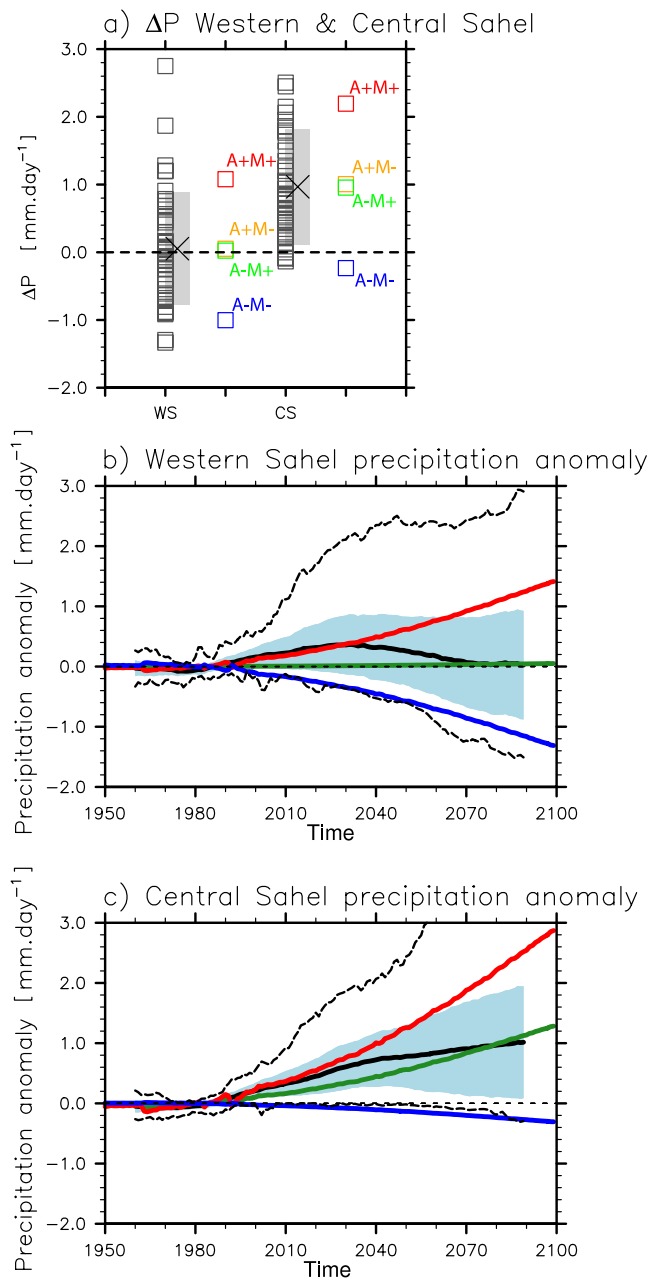 a) ΔP Western & Central Sahel
3.0
2.0
1.0
0.0
-1.0
-2.0
ΔP [mm.day⁻¹]
A+M+
A+M-
A-M+
A-M-
A+M+
A+M-
A-M+
A-M-
WS
CS
b) Western Sahel precipitation anomaly
3.0
2.0
1.0
0.0
-1.0
-2.0
Precipitation anomaly [mm.day⁻¹]
1950
1980
2010
2040
2070
2100
Time
c) Central Sahel precipitation anomaly
3.0
2.0
1.0
0.0
-1.0
-2.0
Precipitation anomaly [mm.day⁻¹]
1950
1980
2010
2040
2070
2100
Time